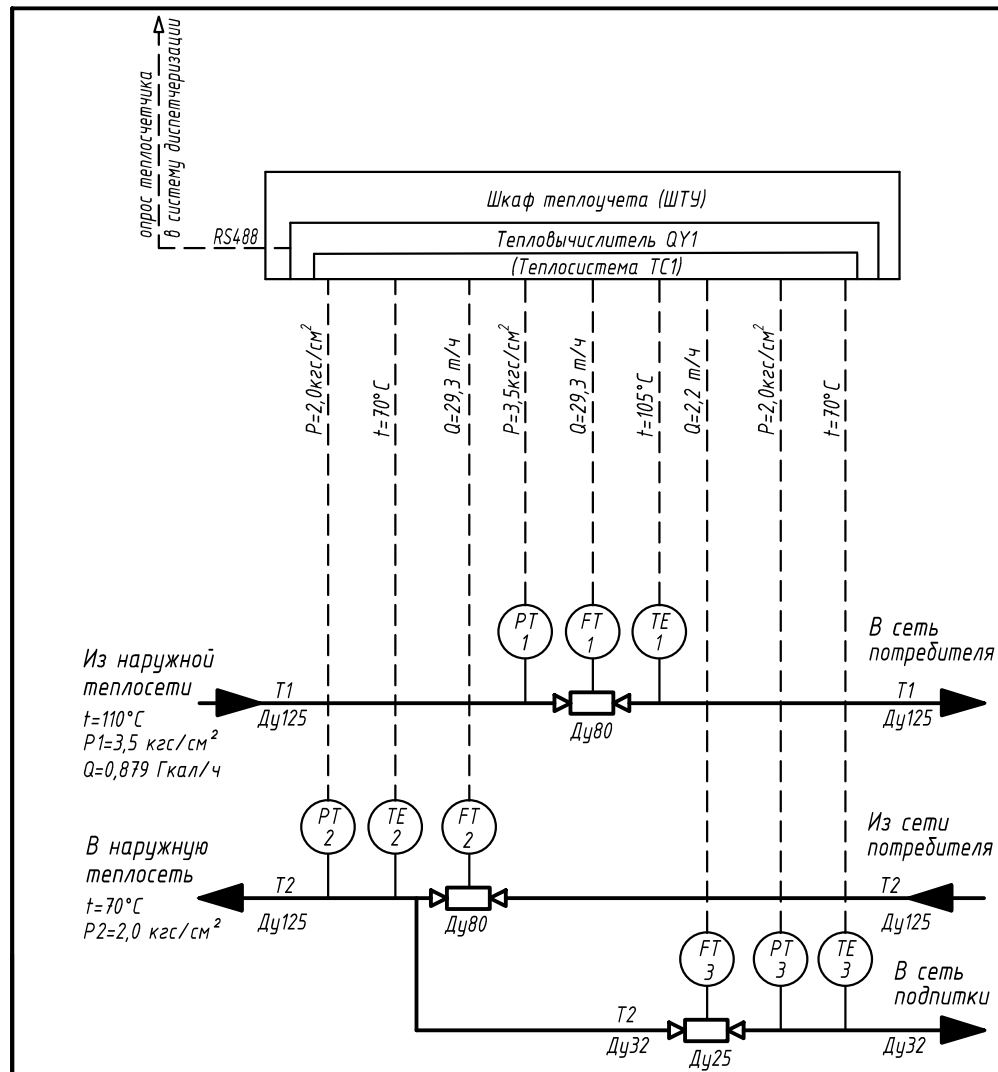 опрос теплосчетчика
в систему диспетчеризации
RS488
Шкаф теплоучета (ШТУ)
Тепловычислитель QY1
(Теплосистема ТС1)
P=2,0кгс/см²
t=70°C
Q=29,3 т/ч
P=3,5кгс/см²
Q=29,3 т/ч
t=105°C
Q=2,2 т/ч
P=2,0кгс/см²
t=70°C
PT
1
FT
1
TE
1
Из наружной
теплосети
t=110°C
P1=3,5 кгс/см²
Q=0,879 Гкал/ч
T1
Ду125
Ду80
В сеть
потребителя
T1
Ду125
PT
2
TE
2
FT
2
В наружную
теплосеть
t=70°C
P2=2,0 кгс/см²
T2
Ду125
Ду80
Из сети
потребителя
T2
Ду125
FT
3
PT
3
TE
3
В сеть
подпитки
T2
Ду32
Ду25
Ду32